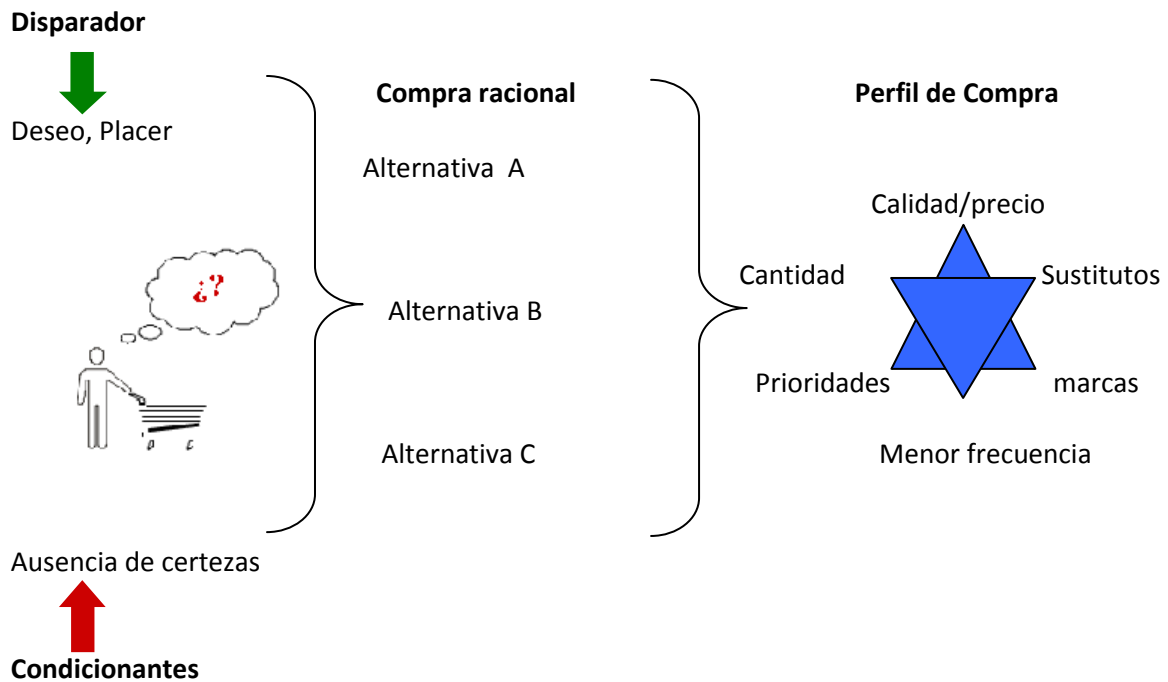 Disparador
Deseo, Placer
¿?
Ausencia de certezas
Condicionantes
Compra racional
Alternativa A
Alternativa B
Alternativa C
Perfil de Compra
Calidad/precio
Cantidad
Sustitutos
Prioridades
marcas
Menor frecuencia